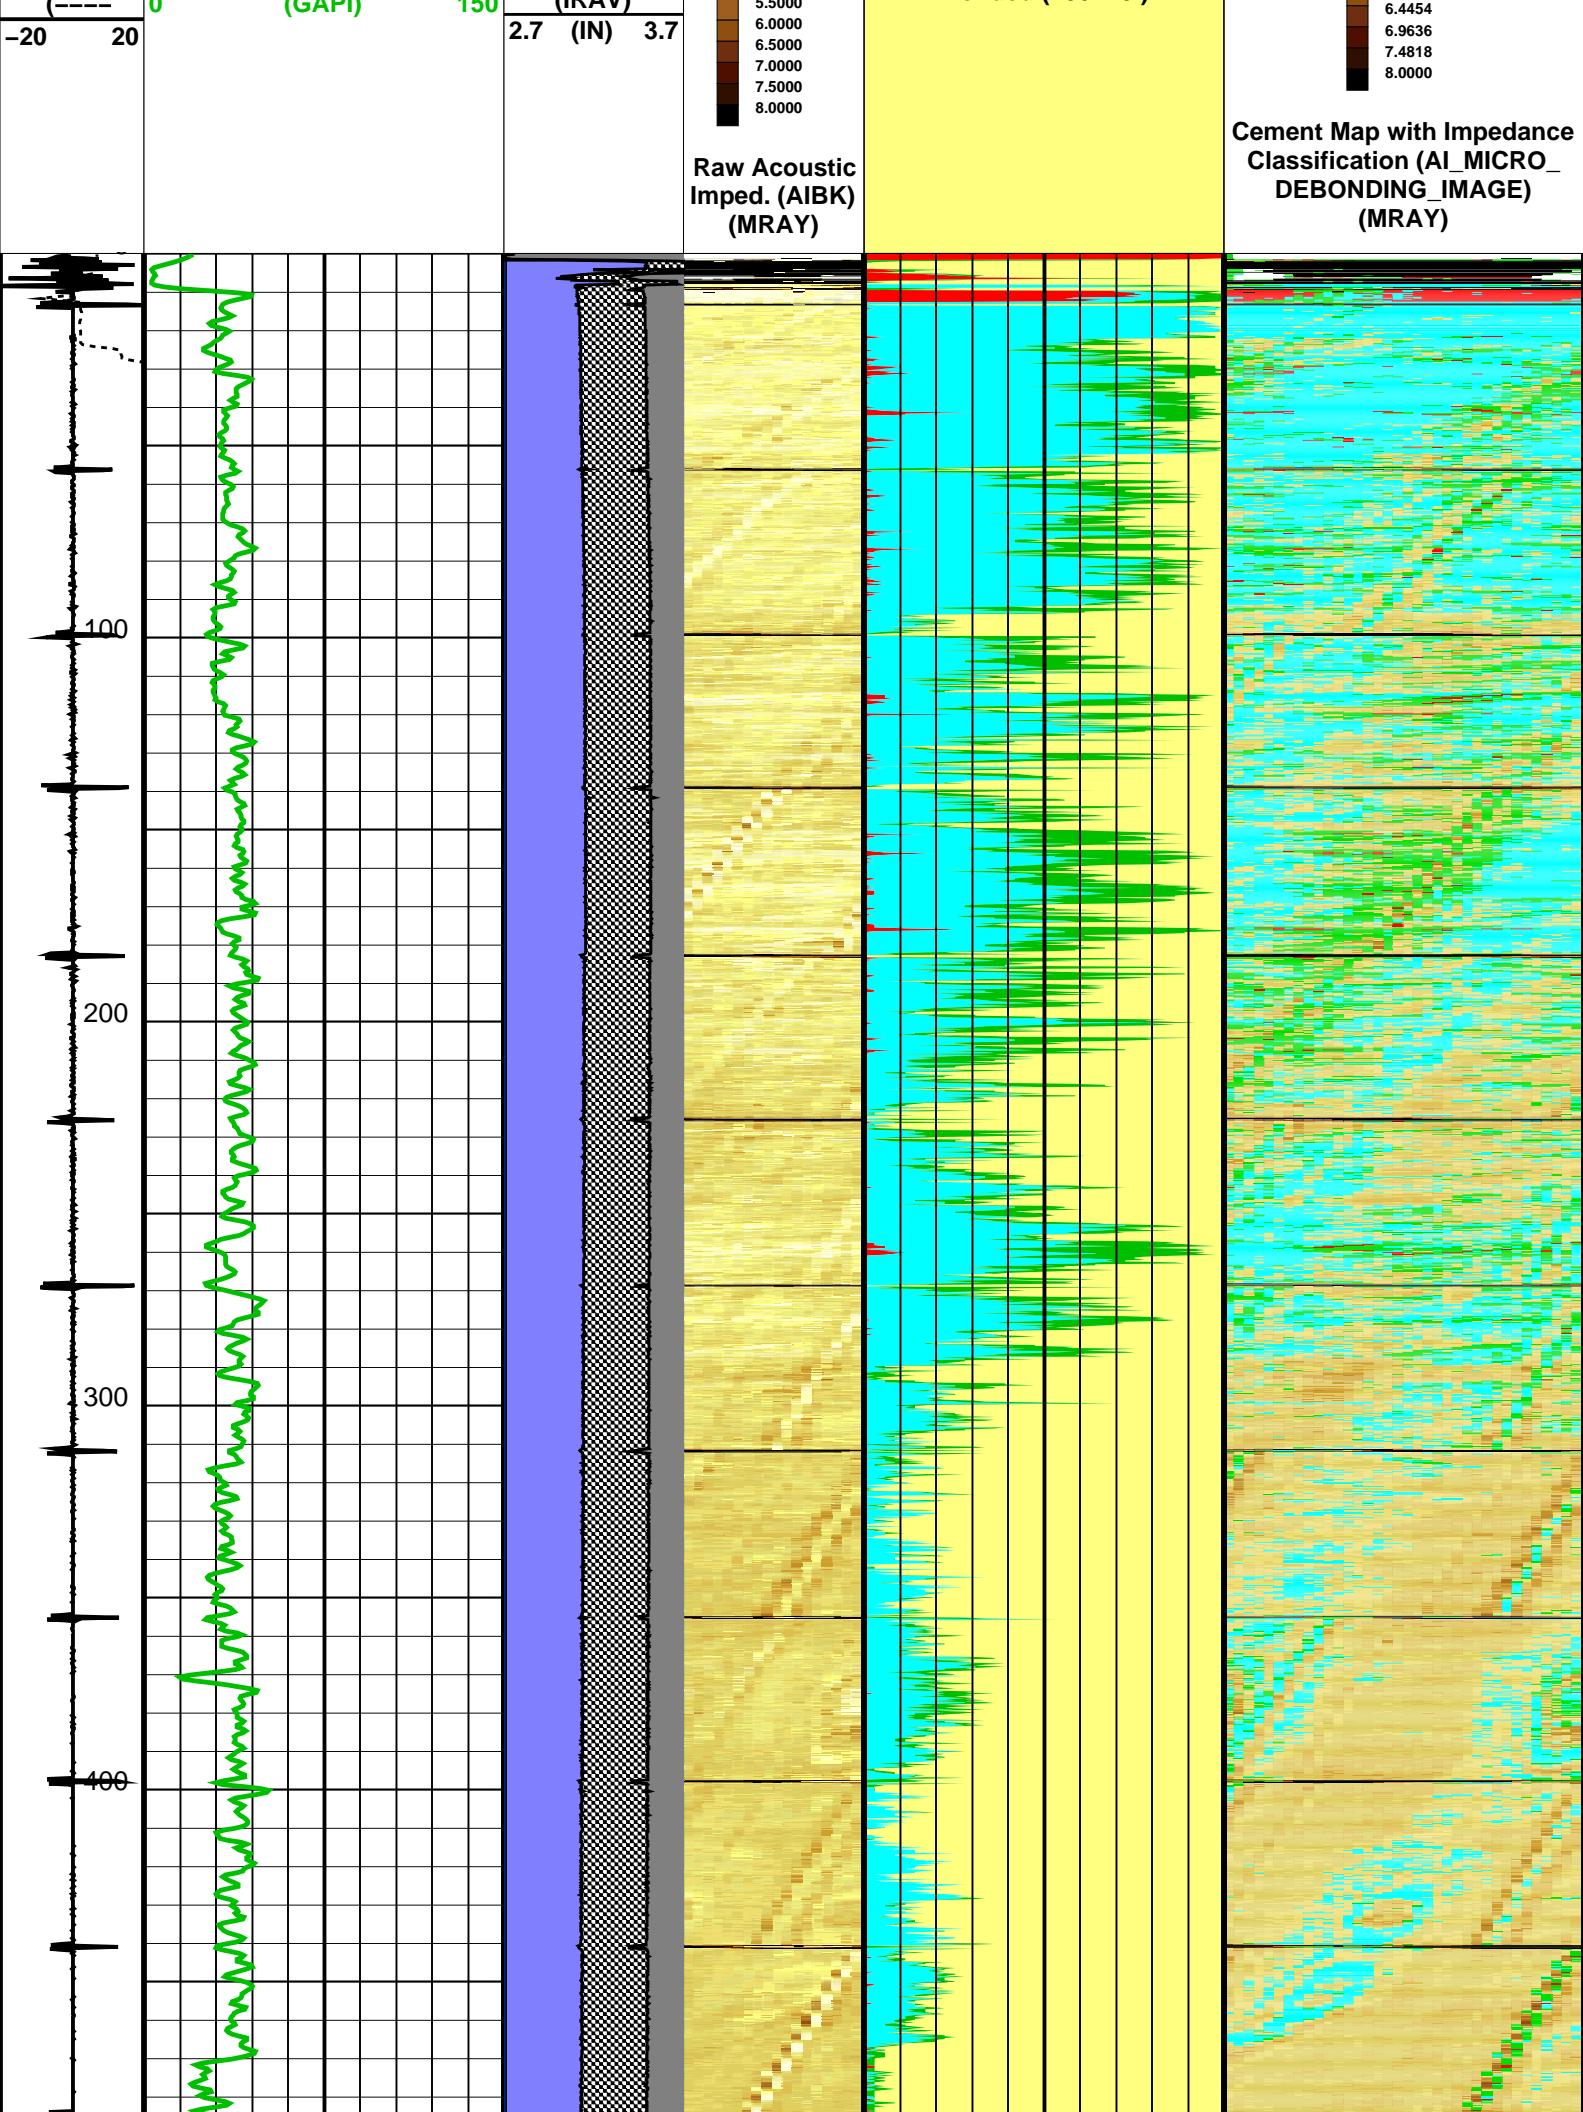 0 (GAPI) 150
−20 20
2.7 (IN) 3.7
5.5000
6.0000
6.5000
7.0000
7.5000
8.0000
Raw Acoustic
Imped. (AIBK)
(MRAY)
6.4454
6.9636
7.4818
8.0000
Cement Map with Impedance
Classification (AI_MICRO_
DEBONDING_IMAGE)
(MRAY)
100
200
300
400